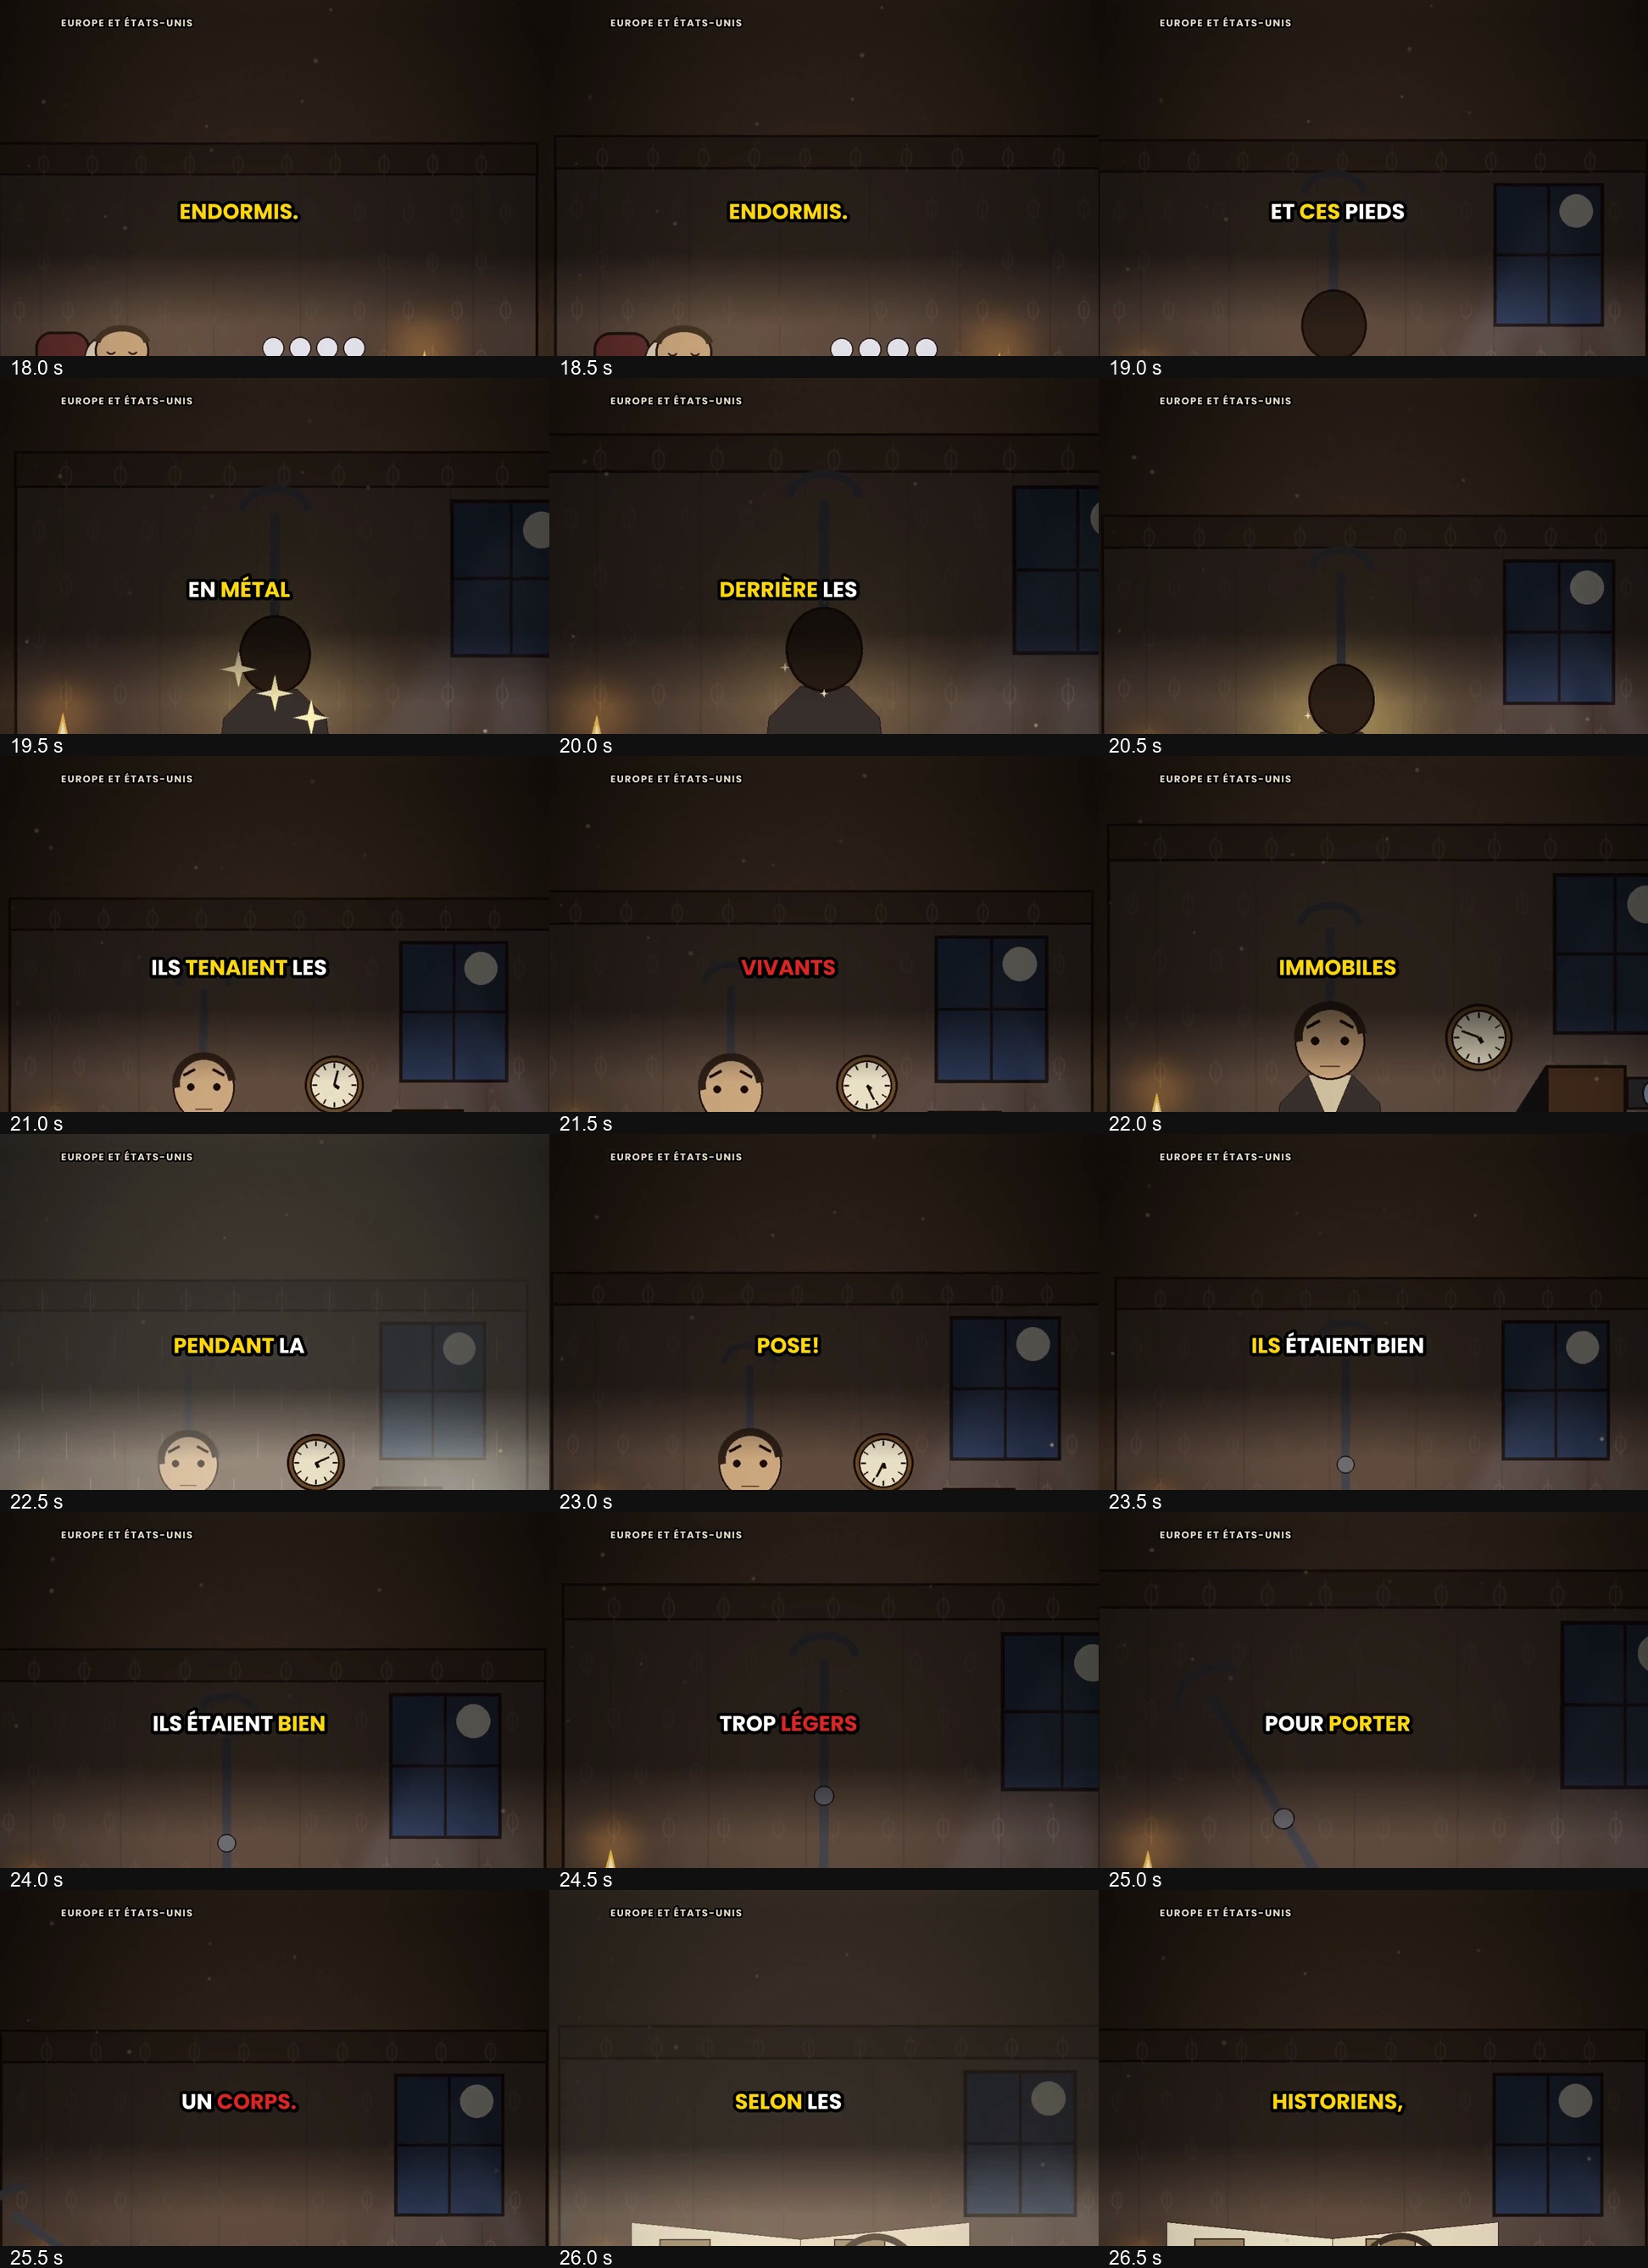 EUROPE ET ÉTATS-UNIS
EUROPE ET ÉTATS-UNIS
EUROPE ET ÉTATS-UNIS
ENDORMIS.
ENDORMIS.
ET CES PIEDS
18.0 s
18.5 s
19.0 s
EUROPE ET ÉTATS-UNIS
EUROPE ET ÉTATS-UNIS
EUROPE ET ÉTATS-UNIS
EN MÉTAL
DERRIÈRE LES
19.5 s
20.0 s
20.5 s
EUROPE ET ÉTATS-UNIS
EUROPE ET ÉTATS-UNIS
EUROPE ET ÉTATS-UNIS
ILS TENAIENT LES
VIVANTS
IMMOBILES
21.0 s
21.5 s
22.0 s
EUROPE ET ÉTATS-UNIS
EUROPE ET ÉTATS-UNIS
EUROPE ET ÉTATS-UNIS
PENDANT LA
POSE!
ILS ÉTAIENT BIEN
22.5 s
23.0 s
23.5 s
EUROPE ET ÉTATS-UNIS
EUROPE ET ÉTATS-UNIS
EUROPE ET ÉTATS-UNIS
ILS ÉTAIENT BIEN
TROP LÉGERS
POUR PORTER
24.0 s
24.5 s
25.0 s
EUROPE ET ÉTATS-UNIS
EUROPE ET ÉTATS-UNIS
EUROPE ET ÉTATS-UNIS
UN CORPS.
SELON LES
HISTORIENS,
25.5 s
26.0 s
26.5 s